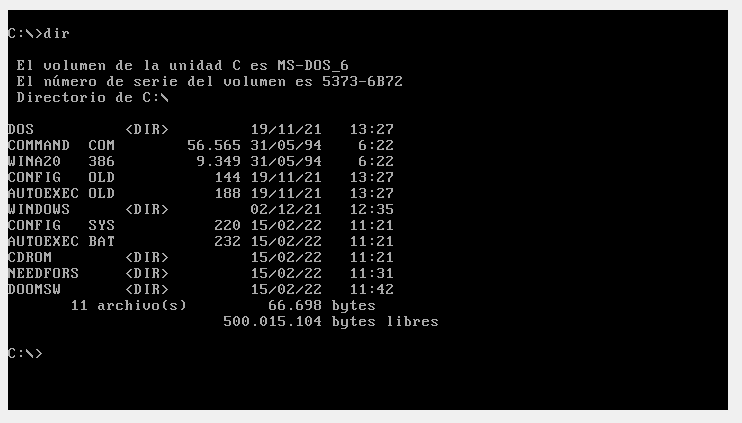 C:\>dir
El volumen de la unidad C es MS-DOS_6
El número de serie del volumen es 5373-6B72
Directorio de C:\
DOS          <DIR>         19/11/21   13:27
COMMAND  COM        56.565 31/05/94    6:22
WINA20   386         9.349 31/05/94    6:22
CONFIG   OLD           144 19/11/21   13:27
AUTOEXEC OLD           188 19/11/21   13:27
WINDOWS      <DIR>         02/12/21   12:35
CONFIG   SYS           220 15/02/22   11:21
AUTOEXEC BAT           232 15/02/22   11:21
CDROM        <DIR>         15/02/22   11:21
NEEDFORS     <DIR>         15/02/22   11:31
DOOMSW       <DIR>         15/02/22   11:42
11 archivo(s)         66.698 bytes
500.015.104 bytes libres
C:\>